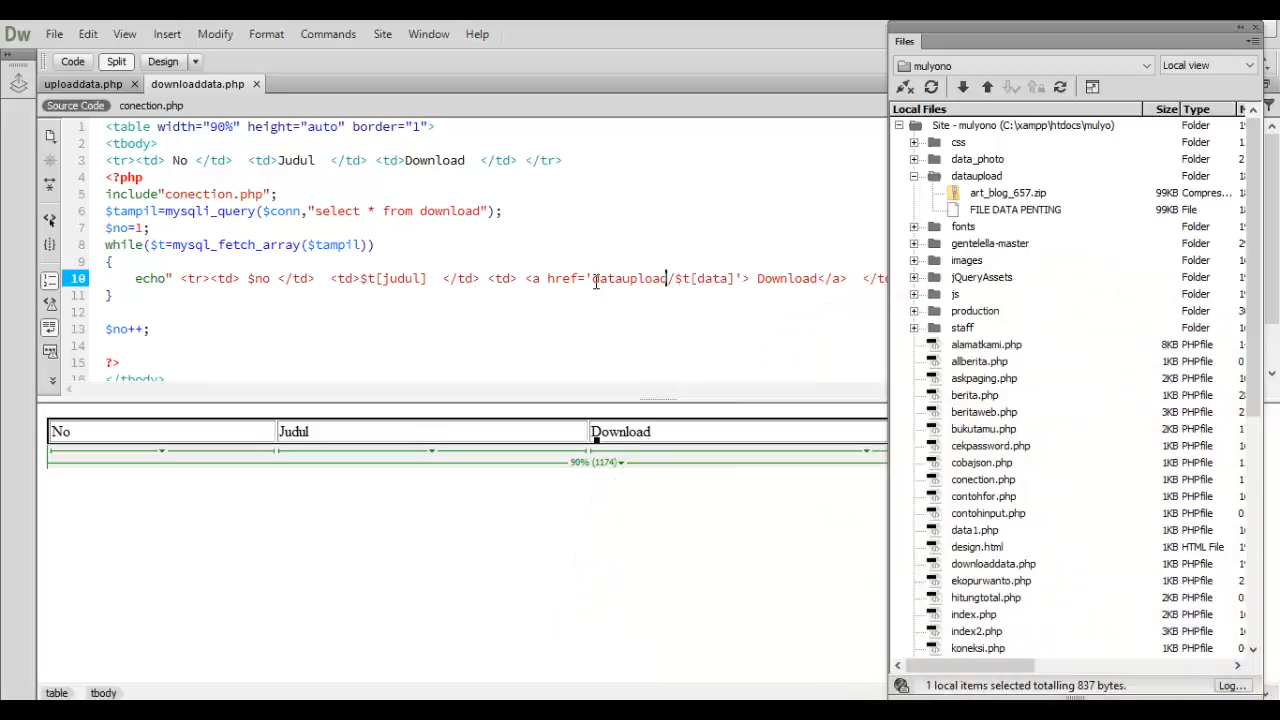 Dw File Edit View Insert Modify Format Commands Site Window Help
Code Split Design
uploaddata.php downloaddata.php
Source Code conection.php
1 <table width="90%" height="auto" border="1">
2 <tbody>
3 <tr><td> No </td> <td>Judul </td> <td>Download </td> </tr>
4 <?php
5 include"conection.php";
6 $tampil=mysqli_query($conn,"select * from download");
7 $no=1;
8 while($t=mysql_fetch_array($tampil))
9 {
10 echo" <tr><td> $no </td> <td>$t[judul] </td> <td> <a href='dataupload/$t[data]'> Download</a> </td
11 }
12
13 $no++;
14
15 ?>
16 </tbody>
No Judul Download
90% (1174)
table tbody
Files
mulyono Local view
Local Files Size Type
Site - mulyono (C:\xampp\htdocs\mulyo) Folder
css Folder
data_photo Folder
dataupload Folder
art_blog_657.zip 99KB Compres...
FILE DATA PENTING 99KB File
fonts Folder
gentelella-master Folder
images Folder
jQueryAssets Folder
js Folder
production Folder
staff Folder
alamatkami.php 8KB PHPfile
allberita.php 1KB PHPfile
askpaging.php 2KB PHPfile
berita.php 1KB PHPfile
beritaweb.php 3KB PHPfile
bukutamu.php 2KB PHPfile
cekpassword.php 1KB PHPfile
cobajson.php 1KB PHPfile
conection.php 1KB PHPfile
contohfor.php 1KB PHPfile
contohinput.php 1KB PHPfile
data1.php 1KB PHPfile
design.html 1KB HTML File
downloaddata.php 1KB PHPfile
ekopurwanto.php 1KB PHPfile
hitungtotal.php 2KB PHPfile
index.php 1KB PHPfile
index2.php 3KB PHPfile
koneksi.php 1KB PHPfile
1 local items selected totalling 837 bytes. Log...